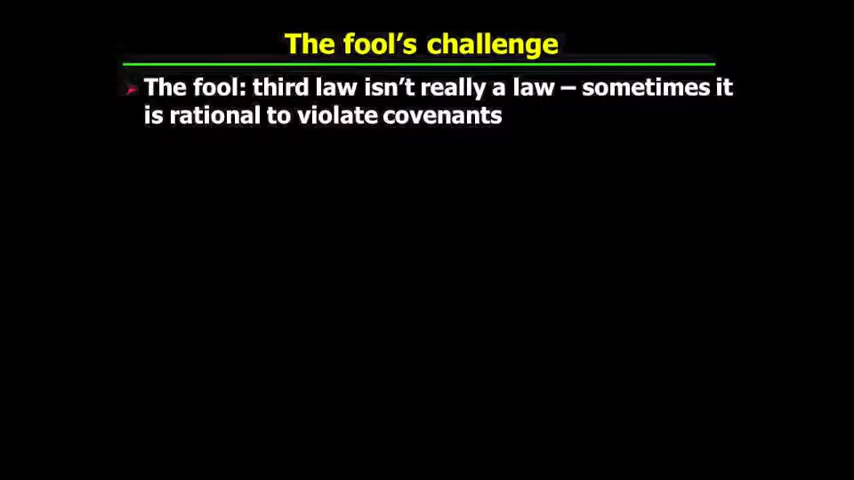 The fool’s challenge
The fool: third law isn’t really a law – sometimes it
is rational to violate covenants